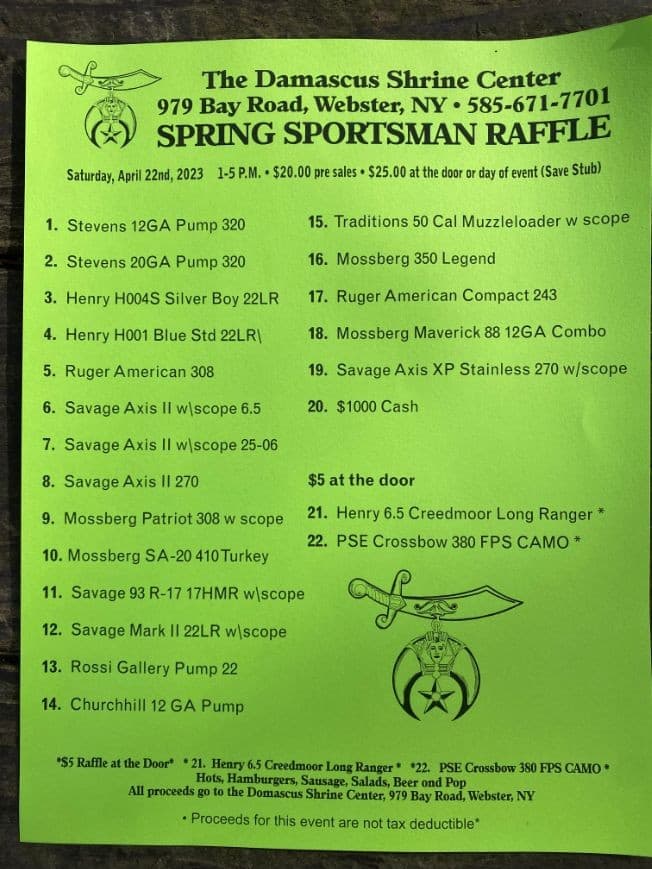 The Damascus Shrine Center
979 Bay Road, Webster, NY • 585-671-7701
SPRING SPORTSMAN RAFFLE
Saturday, April 22nd, 2023 1-5 P.M. • $20.00 pre sales • $25.00 at the door or day of event (Save Stub)
1. Stevens 12GA Pump 320
2. Stevens 20GA Pump 320
3. Henry H004S Silver Boy 22LR
4. Henry H001 Blue Std 22LR\
5. Ruger American 308
6. Savage Axis II w\scope 6.5
7. Savage Axis II w\scope 25-06
8. Savage Axis II 270
9. Mossberg Patriot 308 w scope
10. Mossberg SA-20 410 Turkey
11. Savage 93 R-17 17HMR w\scope
12. Savage Mark II 22LR w\scope
13. Rossi Gallery Pump 22
14. Churchhill 12 GA Pump
15. Traditions 50 Cal Muzzleloader w scope
16. Mossberg 350 Legend
17. Ruger American Compact 243
18. Mossberg Maverick 88 12GA Combo
19. Savage Axis XP Stainless 270 w/scope
20. $1000 Cash
$5 at the door
21. Henry 6.5 Creedmoor Long Ranger *
22. PSE Crossbow 380 FPS CAMO *
*$5 Raffle at the Door* * 21. Henry 6.5 Creedmoor Long Ranger * *22. PSE Crossbow 380 FPS CAMO *
Hots, Hamburgers, Sausage, Salads, Beer ond Pop
All proceeds go to the Domascus Shrine Center, 979 Bay Road, Webster, NY
• Proceeds for this event are not tax deductible*